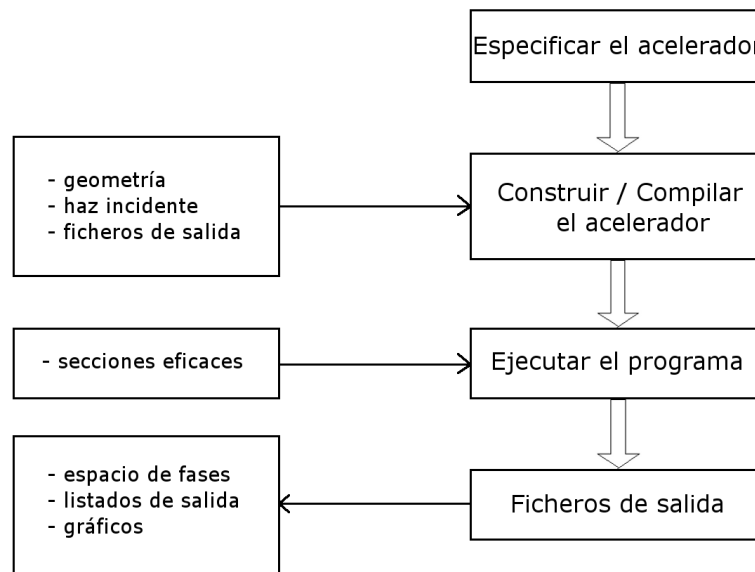 Especificar el acelerador
- geometría
- haz incidente
- ficheros de salida
Construir / Compilar
el acelerador
- secciones eficaces
Ejecutar el programa
- espacio de fases
- listados de salida
- gráficos
Ficheros de salida